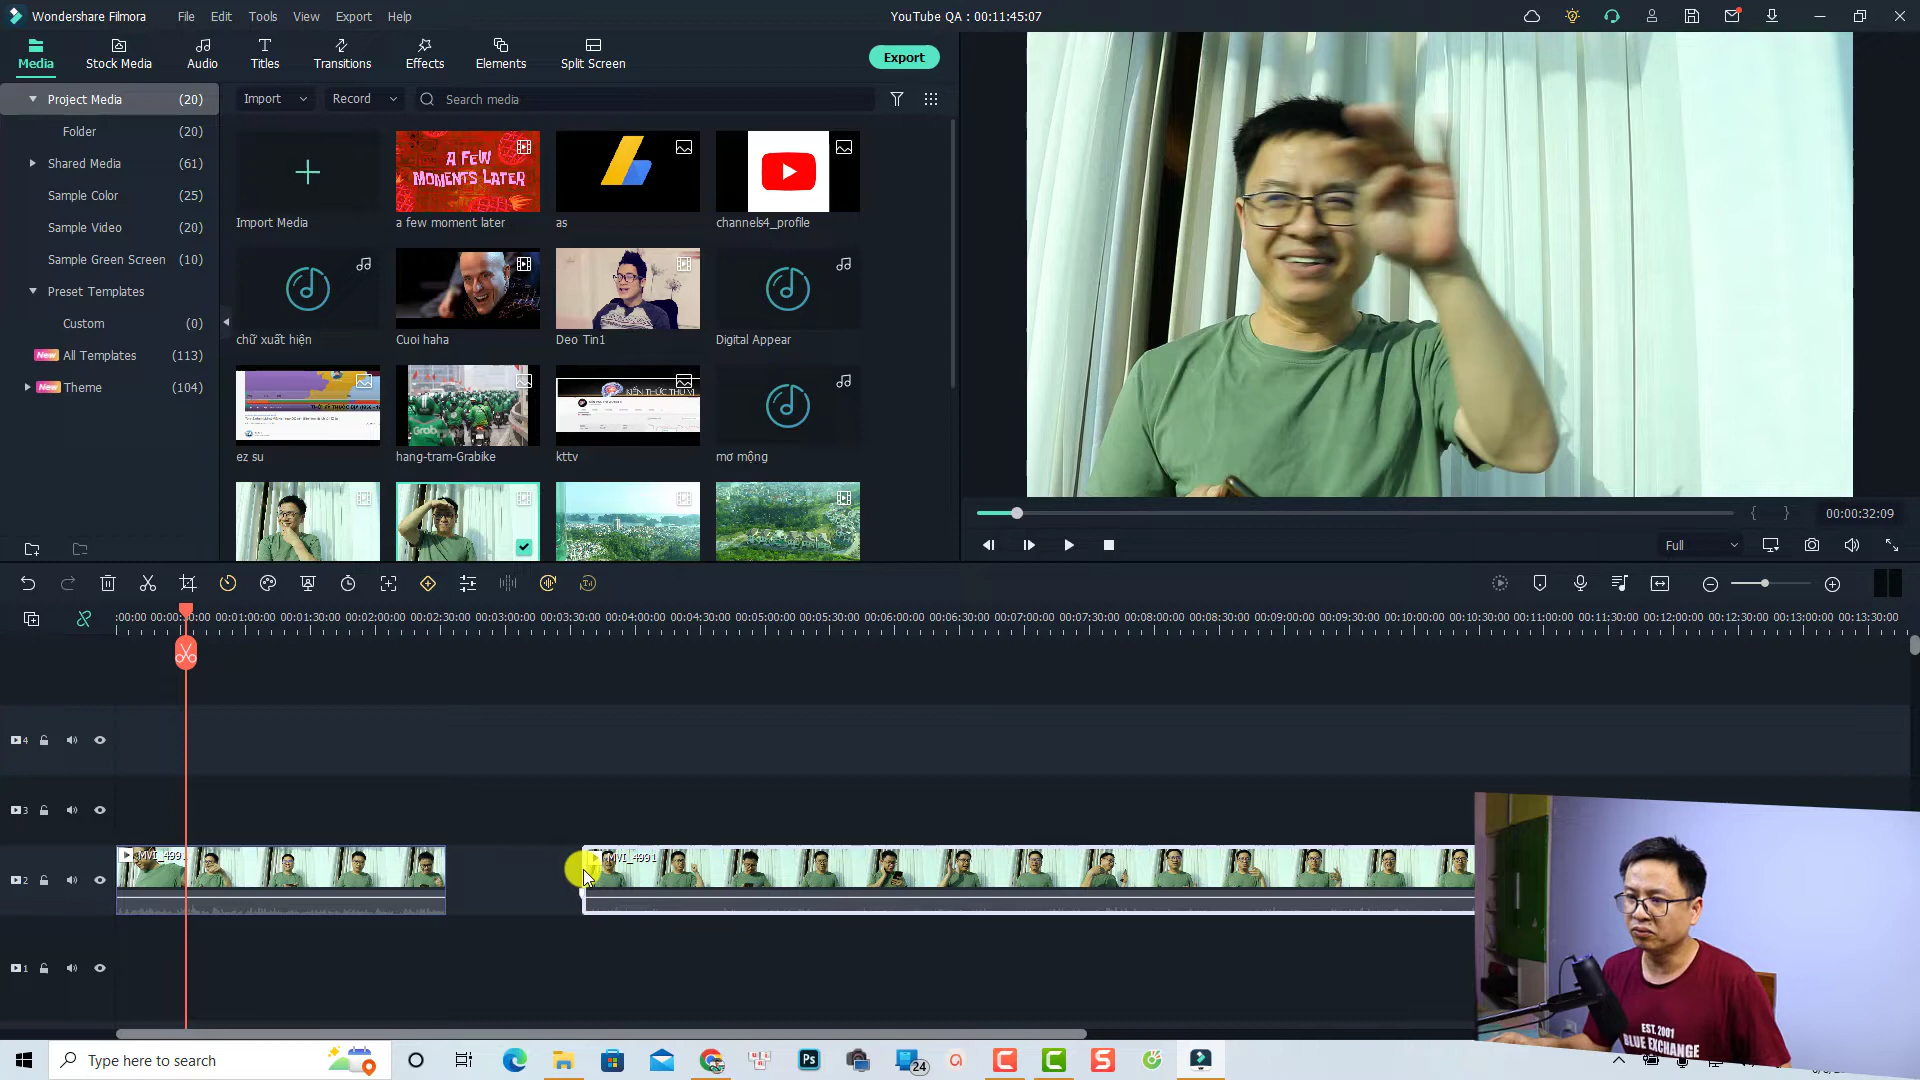 Wondershare Filmora File Edit Tools View Export Help YouTube QA : 00:11:45:07
Media Stock Media Audio Titles Transitions Effects Elements Split Screen Export
Project Media (20)
Folder (20)
Shared Media (61)
Sample Color (25)
Sample Video (20)
Sample Green Screen (10)
Preset Templates
Custom (0)
New All Templates (113)
New Theme (104)
Import Record Search media
A FEW
MOMENTS LATER
Import Media a few moment later as channels4_profile
chữ xuất hiện Cuoi haha Deo Tin1 Digital Appear
Grab
KIẾN THỨC THÚ VỊ
ez su hang-tram-Grabike kttv mơ mộng
00:00:32:09
Full
:00:00 00:00:30:00 00:01:00:00 00:01:30:00 00:02:00:00 00:02:30:00 00:03:00:00 00:03:30:00 00:04:00:00 00:04:30:00 00:05:00:00 00:05:30:00 00:06:00:00 00:06:30:00 00:07:00:00 00:07:30:00 00:08:00:00 00:08:30:00 00:09:00:00 00:09:30:00 00:10:00:00 00:10:30:00 00:11:00:00 00:11:30:00 00:12:00:00 00:12:30:00 00:13:00:00 00:13:30:00
4
3
MVI_4991 MVI_4991
2
1
EST. 2001
BLUE EXCHANGE
Type here to search
Ps
24